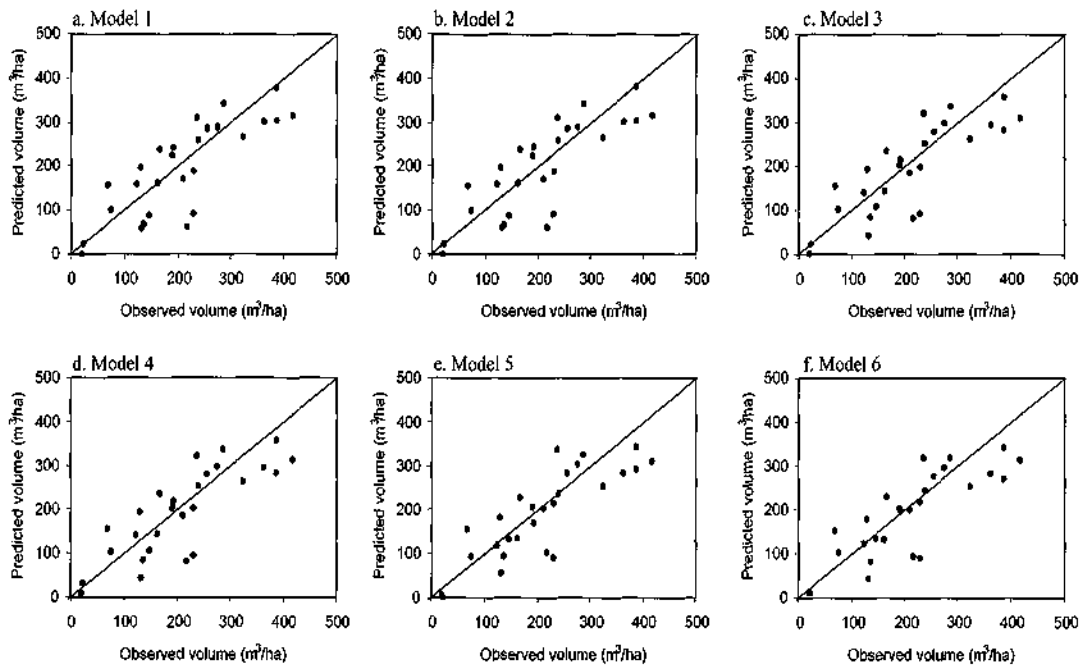 a. Model 1
b. Model 2
c. Model 3
Predicted volume (m³/ha)
500
400
300
200
100
0
0 100 200 300 400 500
Observed volume (m³/ha)
Predicted volume (m³/ha)
500
400
300
200
100
0
0 100 200 300 400 500
Observed volume (m³/ha)
Predicted volume (m³/ha)
500
400
300
200
100
0
0 100 200 300 400 500
Observed volume (m³/ha)
d. Model 4
e. Model 5
f. Model 6
Predicted volume (m³/ha)
500
400
300
200
100
0
0 100 200 300 400 500
Observed volume (m³/ha)
Predicted volume (m³/ha)
500
400
300
200
100
0
0 100 200 300 400 500
Observed volume (m³/ha)
Predicted volume (m³/ha)
500
400
300
200
100
0
0 100 200 300 400 500
Observed volume (m³/ha)